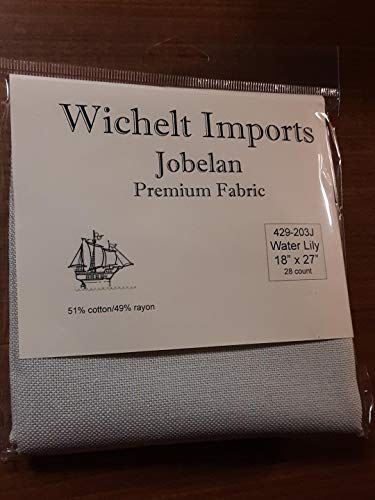 Wichelt Imports
Jobelan
Premium Fabric
429-203J
Water Lily
18" x 27"
28 count
51% cotton/49% rayon